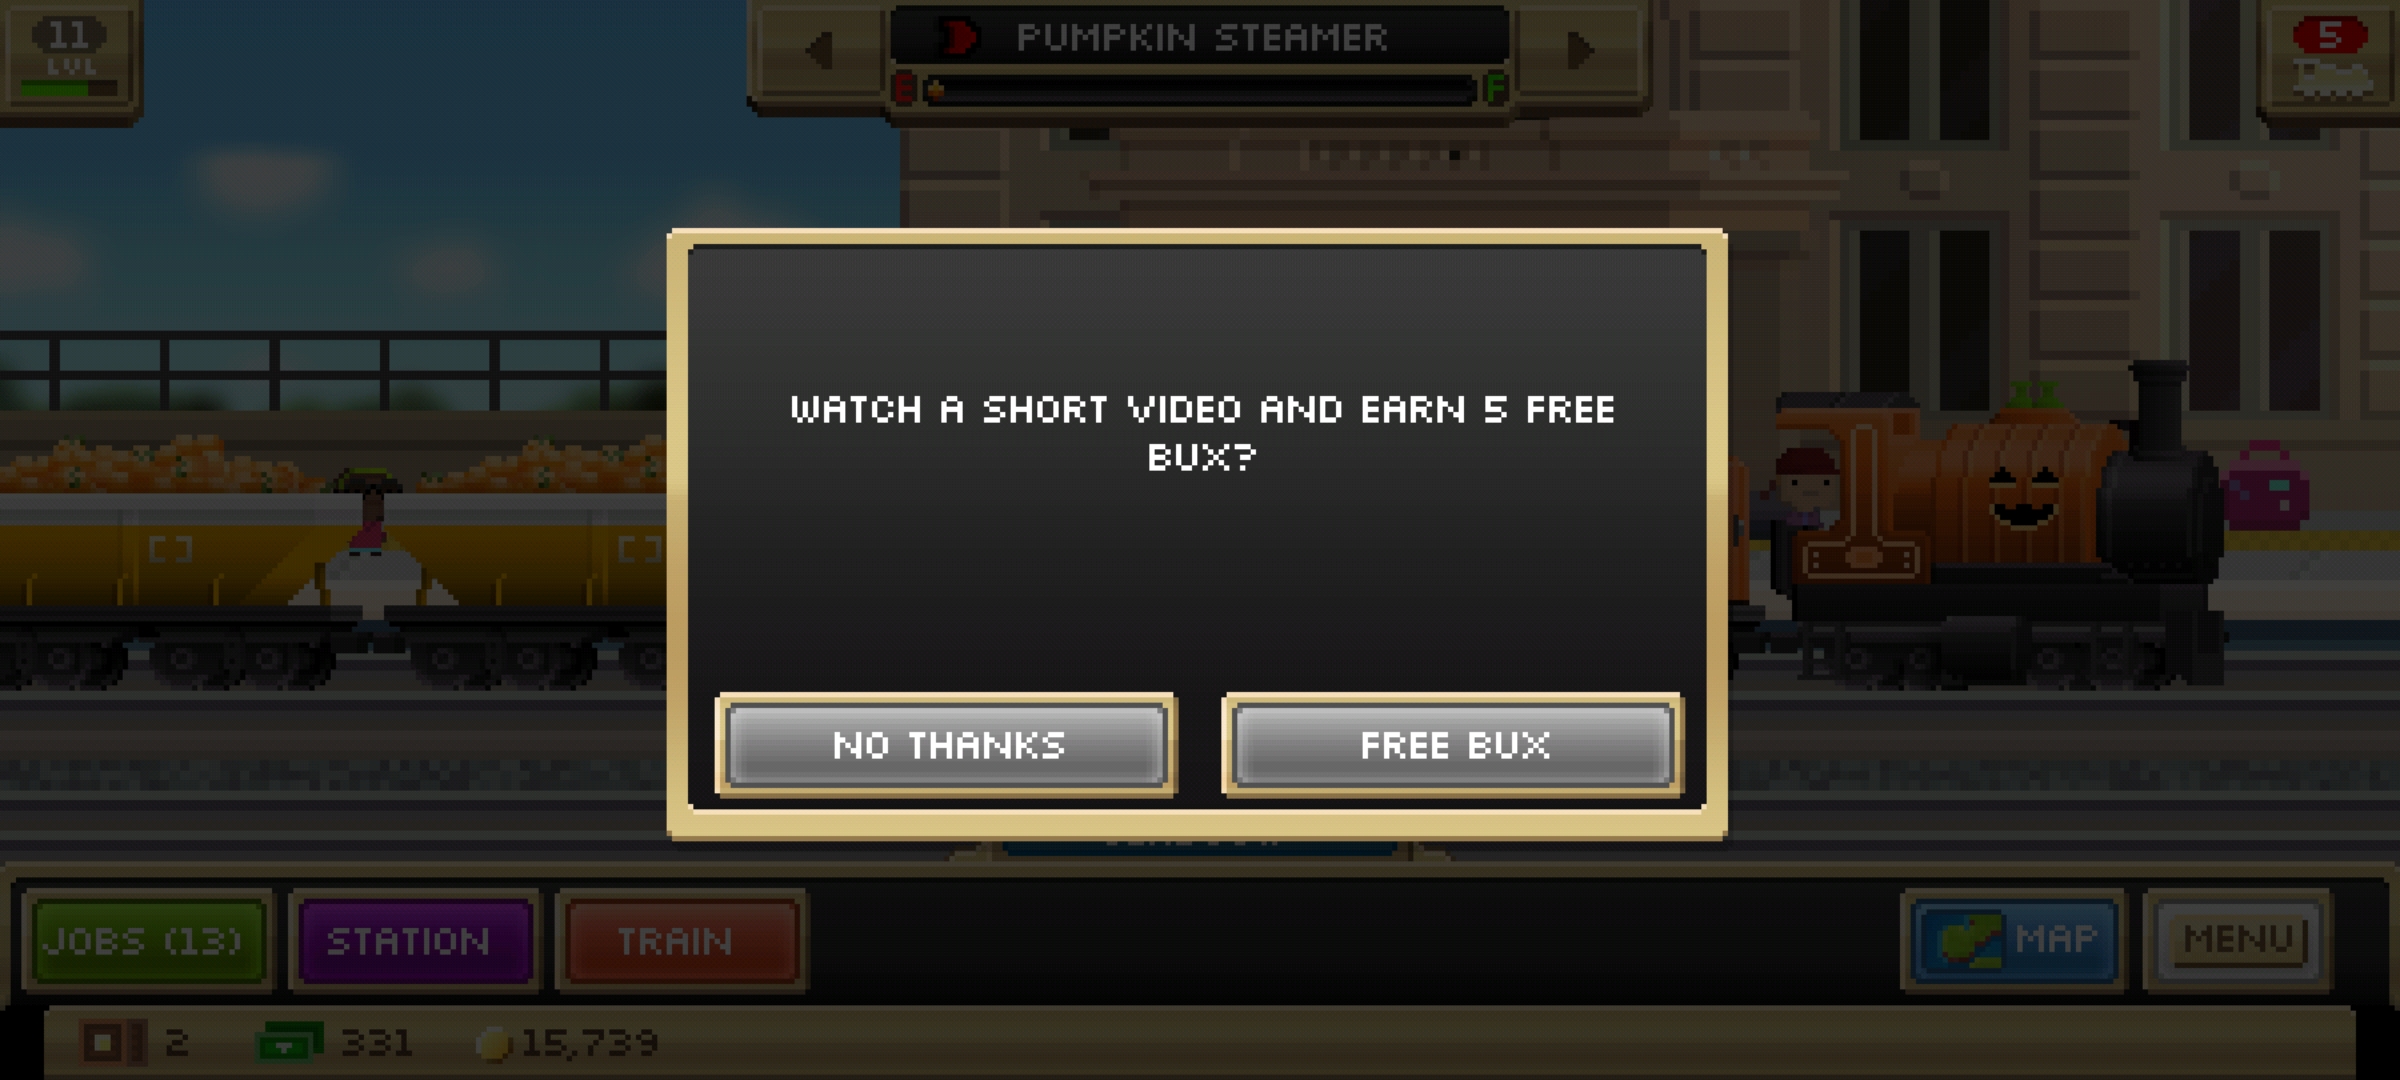 11
LVL
PUMPKIN STEAMER
E
F
5
WATCH A SHORT VIDEO AND EARN 5 FREE
BUX?
NO THANKS
FREE BUX
JOBS (13)
STATION
TRAIN
MAP
MENU
2
331
15,739